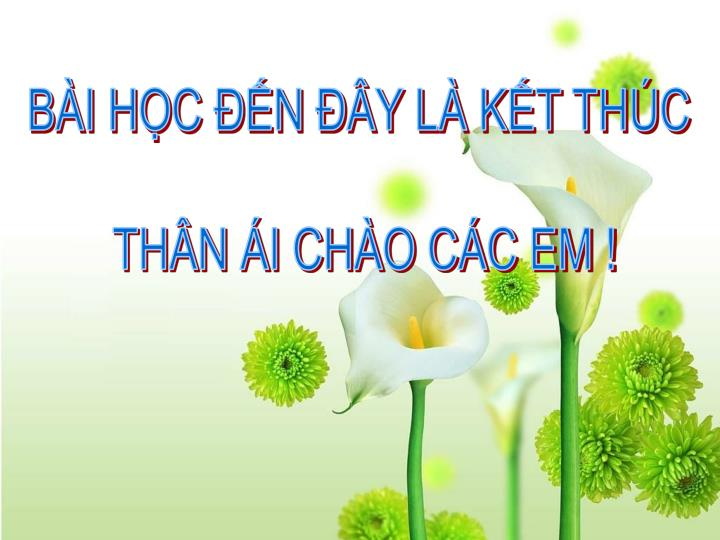 BÀI HỌC ĐẾN ĐÂY LÀ KẾT THÚC
THÂN ÁI CHÀO CÁC EM !